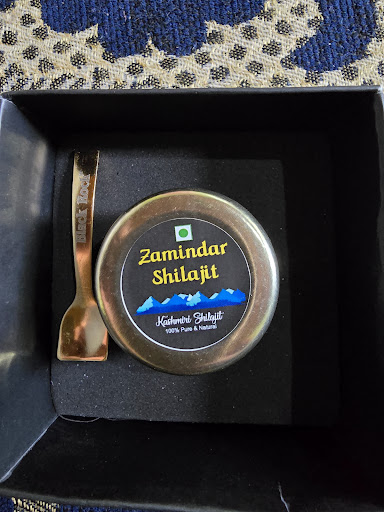 Zamindar
Shilajit
Kashmiri Shilajit
100% Pure & Natural